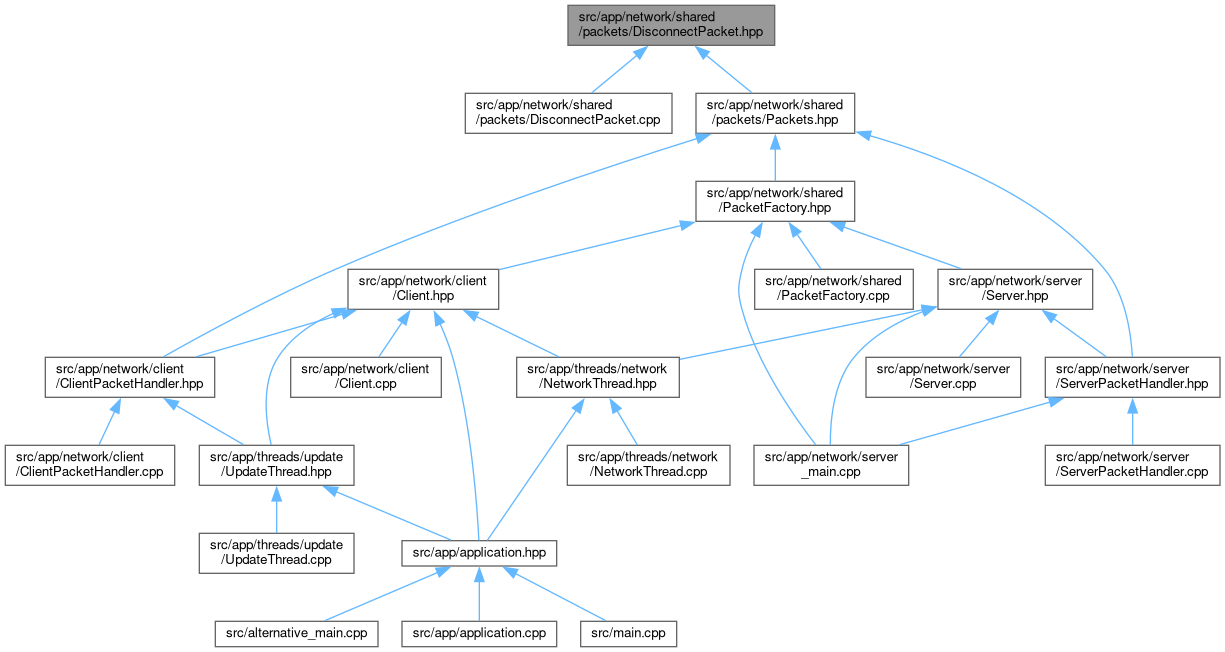 src/app/network/shared
/packets/DisconnectPacket.hpp
src/app/network/shared
/packets/DisconnectPacket.cpp
src/app/network/shared
/packets/Packets.hpp
src/app/network/shared
/PacketFactory.hpp
src/app/network/client
/Client.hpp
src/app/network/shared
/PacketFactory.cpp
src/app/network/server
/Server.hpp
src/app/network/client
/ClientPacketHandler.hpp
src/app/network/client
/Client.cpp
src/app/threads/network
/NetworkThread.hpp
src/app/network/server
/Server.cpp
src/app/network/server
/ServerPacketHandler.hpp
src/app/network/client
/ClientPacketHandler.cpp
src/app/threads/update
/UpdateThread.hpp
src/app/threads/network
/NetworkThread.cpp
src/app/network/server
_main.cpp
src/app/network/server
/ServerPacketHandler.cpp
src/app/threads/update
/UpdateThread.cpp
src/app/application.hpp
src/alternative_main.cpp
src/app/application.cpp
src/main.cpp